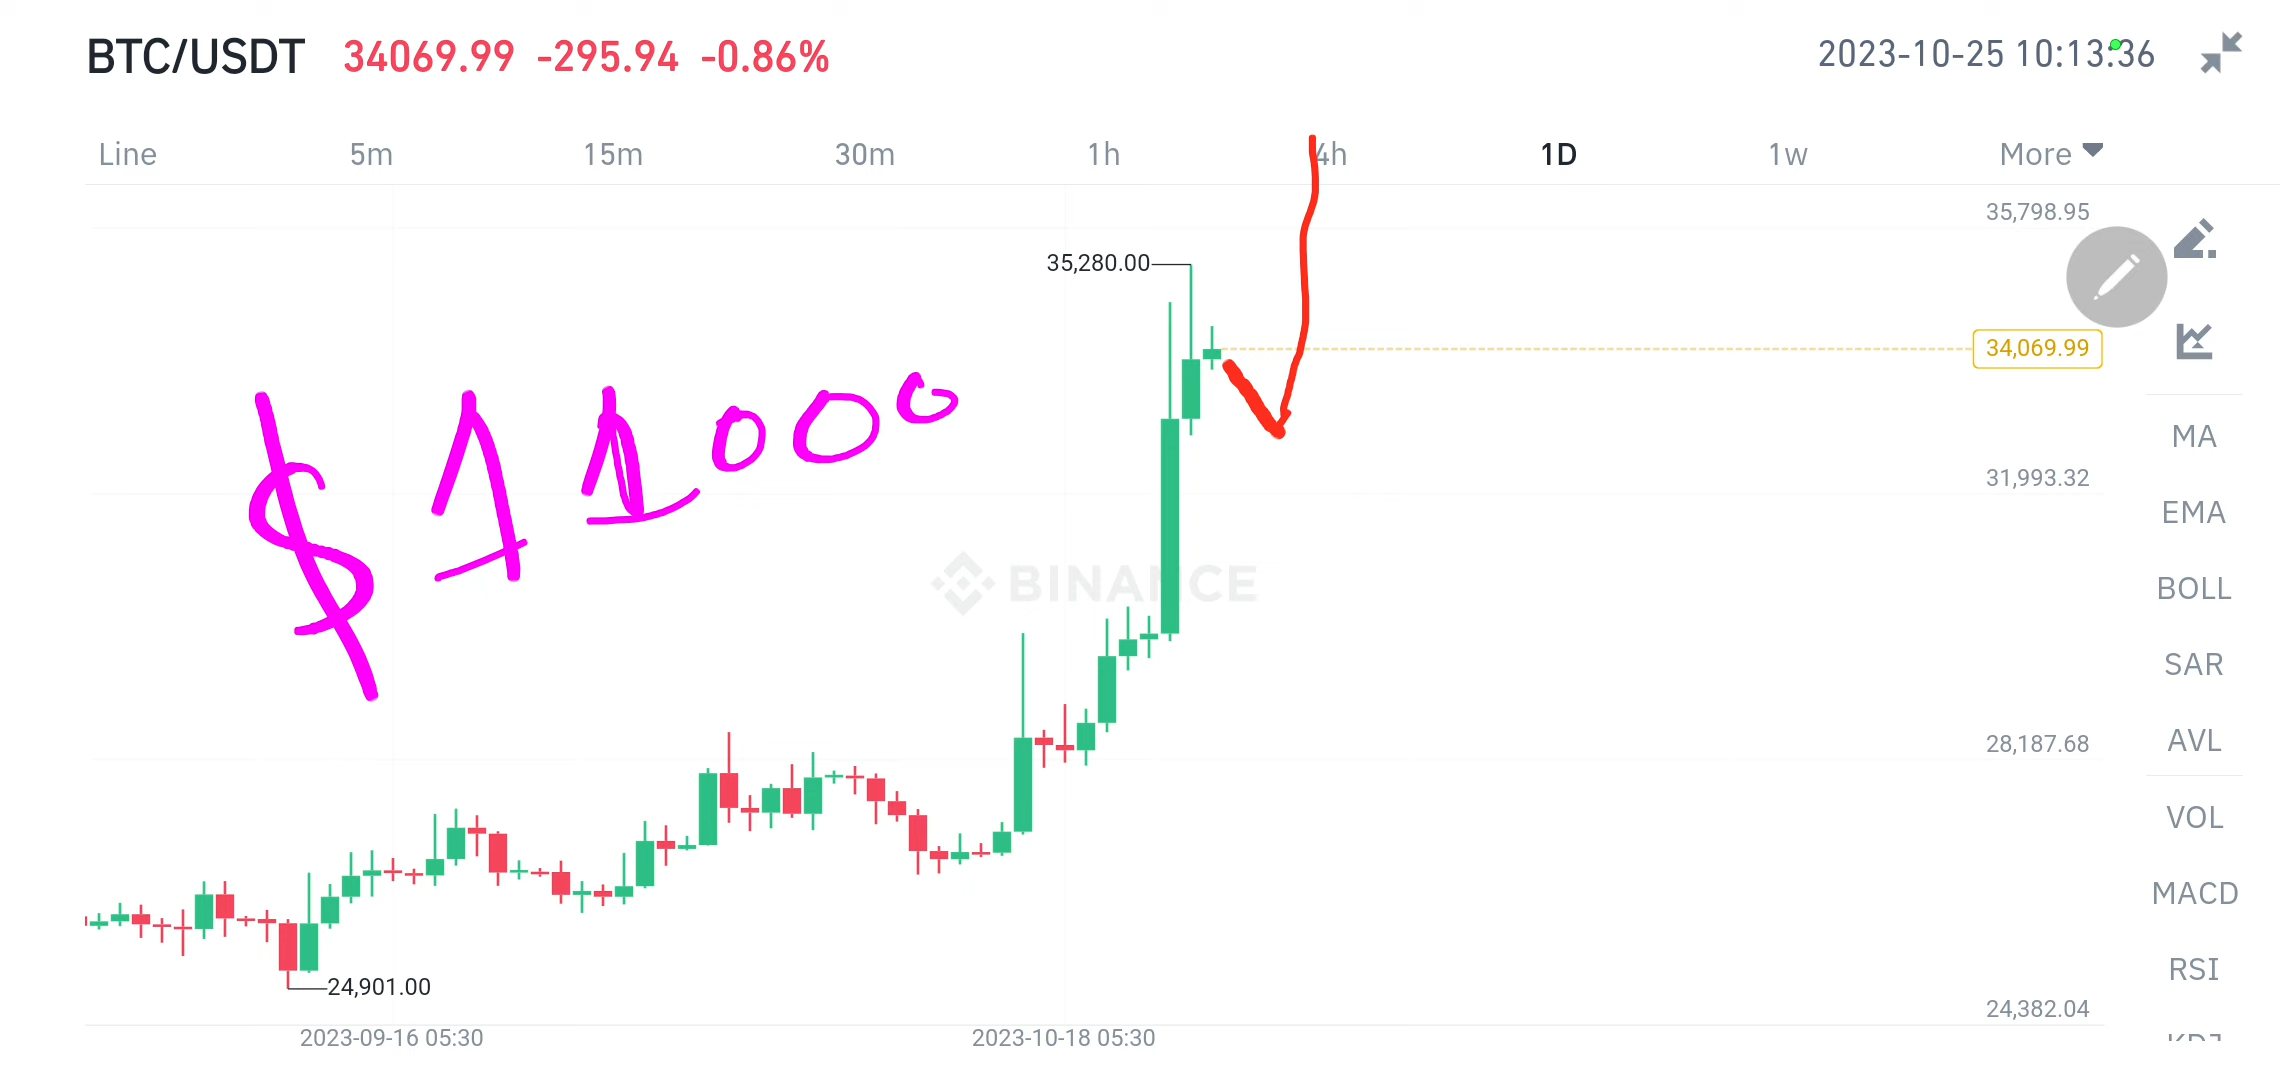 BTC/USDT 34069.99 -295.94 -0.86% 2023-10-25 10:13:36
Line 5m 15m 30m 1h 4h 1D 1w More
35,798.95
35,280.00
34,069.99
$ 11000
MA
31,993.32
EMA
BINANCE
BOLL
SAR
28,187.68
AVL
VOL
MACD
RSI
24,901.00
24,382.04
2023-09-16 05:30 2023-10-18 05:30
KDJ